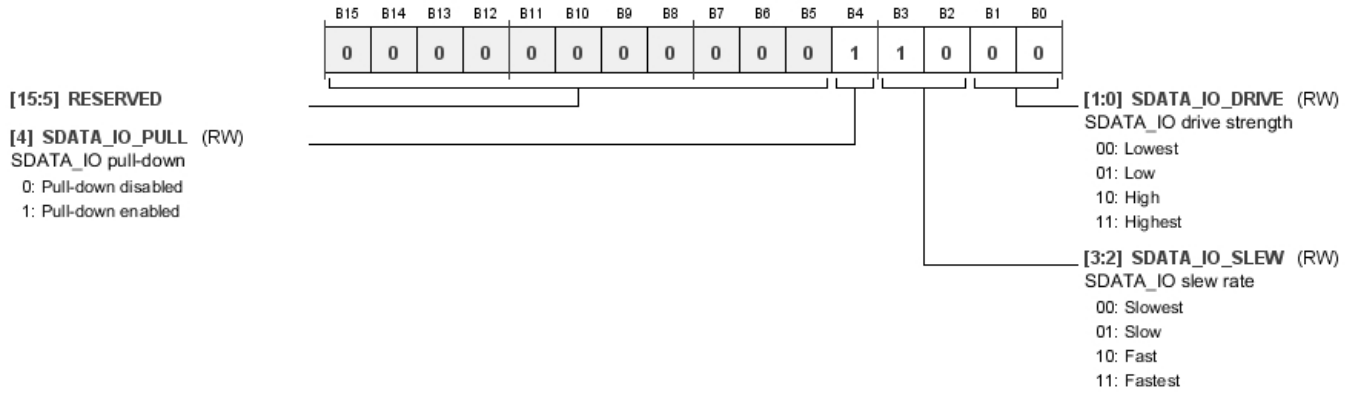 B15 B14 B13 B12 B11 B10 B9 B8 B7 B6 B5 B4 B3 B2 B1 B0
0 0 0 0 0 0 0 0 0 0 0 1 1 0 0 0
[15:5] RESERVED
[4] SDATA_IO_PULL (RW)
SDATA_IO pull-down
0: Pull-down disabled
1: Pull-down enabled
[1:0] SDATA_IO_DRIVE (RW)
SDATA_IO drive strength
00: Lowest
01: Low
10: High
11: Highest
[3:2] SDATA_IO_SLEW (RW)
SDATA_IO slew rate
00: Slowest
01: Slow
10: Fast
11: Fastest